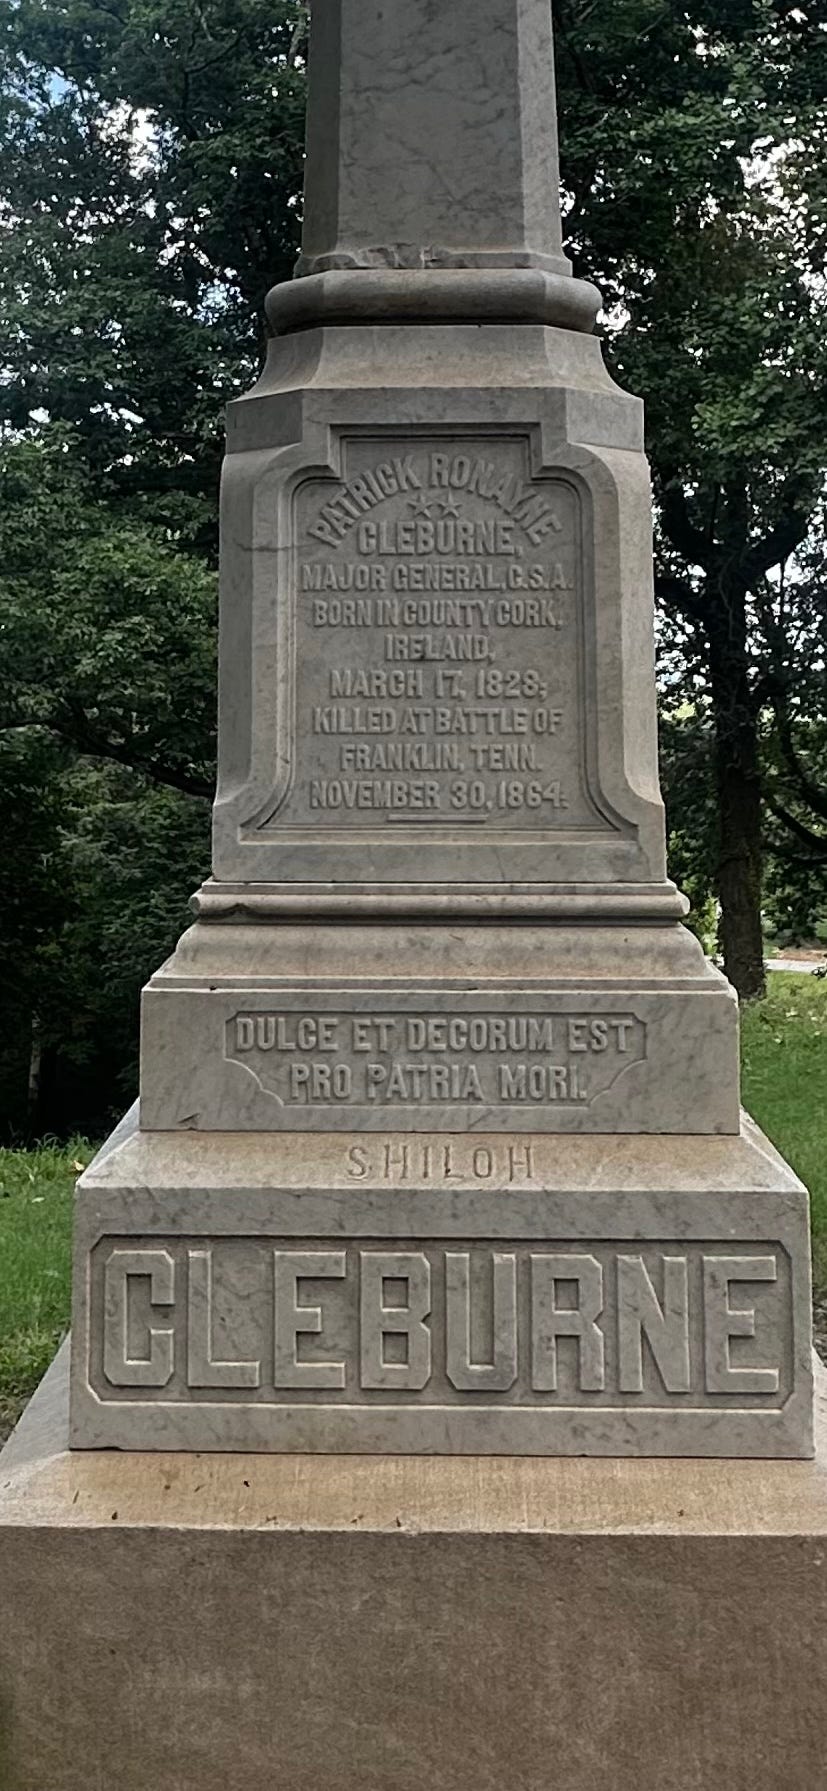 PATRICK RONAYNE
CLEBURNE,
MAJOR GENERAL, C.S.A.
BORN IN COUNTY CORK,
IRELAND,
MARCH 17, 1828;
KILLED AT BATTLE OF
FRANKLIN, TENN.
NOVEMBER 30, 1864.
DULCE ET DECORUM EST
PRO PATRIA MORI.
SHILOH
CLEBURNE